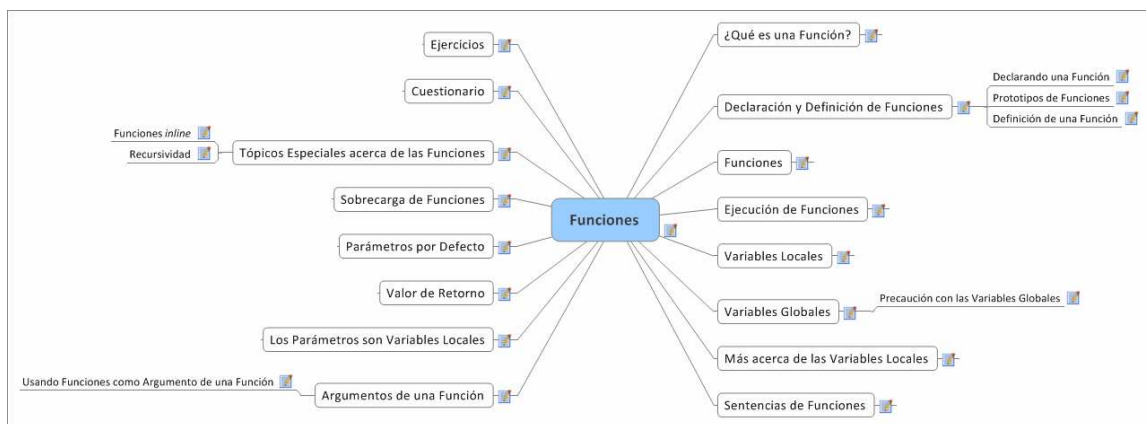 Funciones
¿Qué es una Función?
Declaración y Definición de Funciones
Declarando una Función
Prototipos de Funciones
Definición de una Función
Funciones
Ejecución de Funciones
Variables Locales
Variables Globales
Precaución con las Variables Globales
Más acerca de las Variables Locales
Sentencias de Funciones
Argumentos de una Función
Usando Funciones como Argumento de una Función
Los Parámetros son Variables Locales
Valor de Retorno
Parámetros por Defecto
Sobrecarga de Funciones
Tópicos Especiales acerca de las Funciones
Funciones inline
Recursividad
Cuestionario
Ejercicios